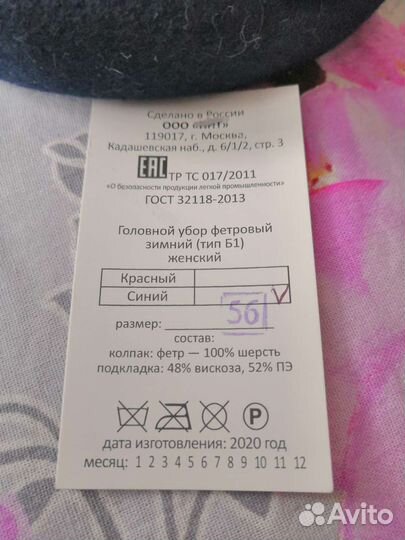 Сделано в России
ООО
119017, г. Москва,
Кадашевская наб., д. 6/1/2, стр. 3
ЕАС ТР ТС 017/2011
«О безопасности продукции легкой промышленности»
ГОСТ 32118-2013
Головной убор фетровый
зимний (тип Б1)
женский
Красный
Синий V
размер: 56
состав:
колпак: фетр — 100% шерсть
подкладка: 48% вискоза, 52% ПЭ
P
дата изготовления: 2020 год
месяц: 1 2 3 4 5 6 7 8 9 10 11 12
Avito